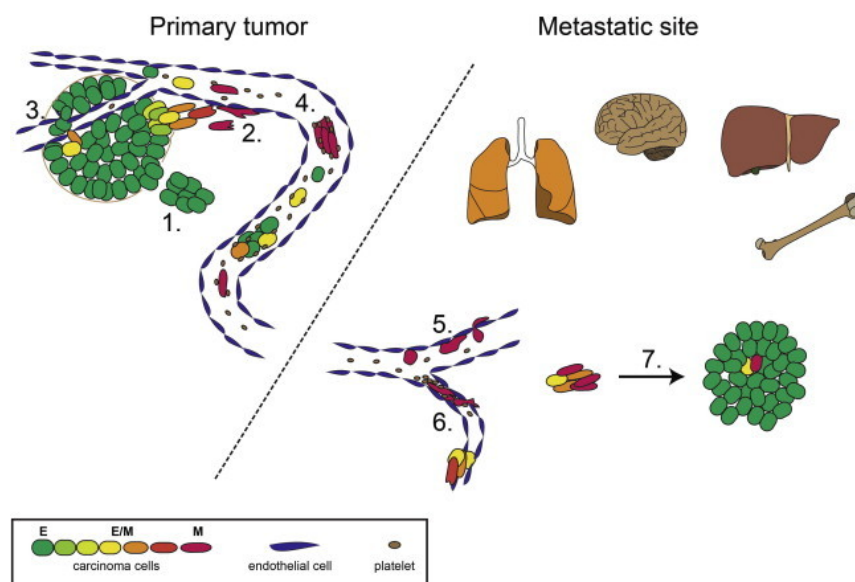 Primary tumor
Metastatic site
3.
4.
2.
1.
5.
7.
6.
E E/M M
carcinoma cells endothelial cell platelet